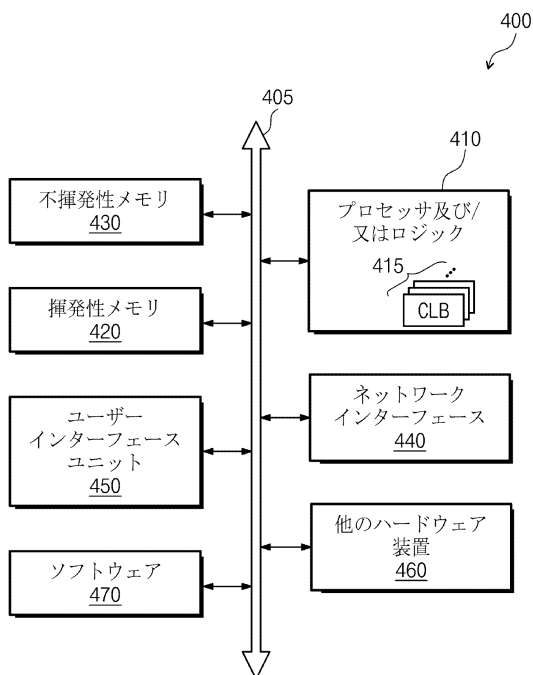 400
405
不揮発性メモリ
430
揮発性メモリ
420
ユーザー
インターフェース
ユニット
450
ソフトウェア
470
410
プロセッサ及び/
又はロジック
415
CLB
ネットワーク
インターフェース
440
他のハードウェア
装置
460